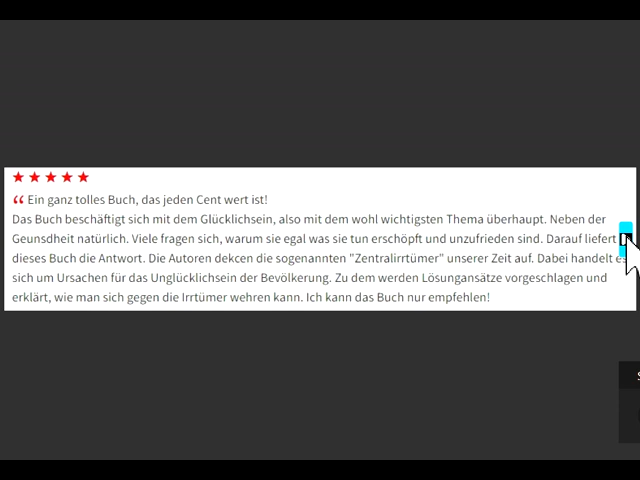 “ Ein ganz tolles Buch, das jeden Cent wert ist!
Das Buch beschäftigt sich mit dem Glücklichsein, also mit dem wohl wichtigsten Thema überhaupt. Neben der
Geunsdheit natürlich. Viele fragen sich, warum sie egal was sie tun erschöpft und unzufrieden sind. Darauf liefert
dieses Buch die Antwort. Die Autoren dekcen die sogenannten "Zentralirrtümer" unserer Zeit auf. Dabei handelt es
sich um Ursachen für das Unglücklichsein der Bevölkerung. Zu dem werden Lösungansätze vorgeschlagen und
erklärt, wie man sich gegen die Irrtümer wehren kann. Ich kann das Buch nur empfehlen!